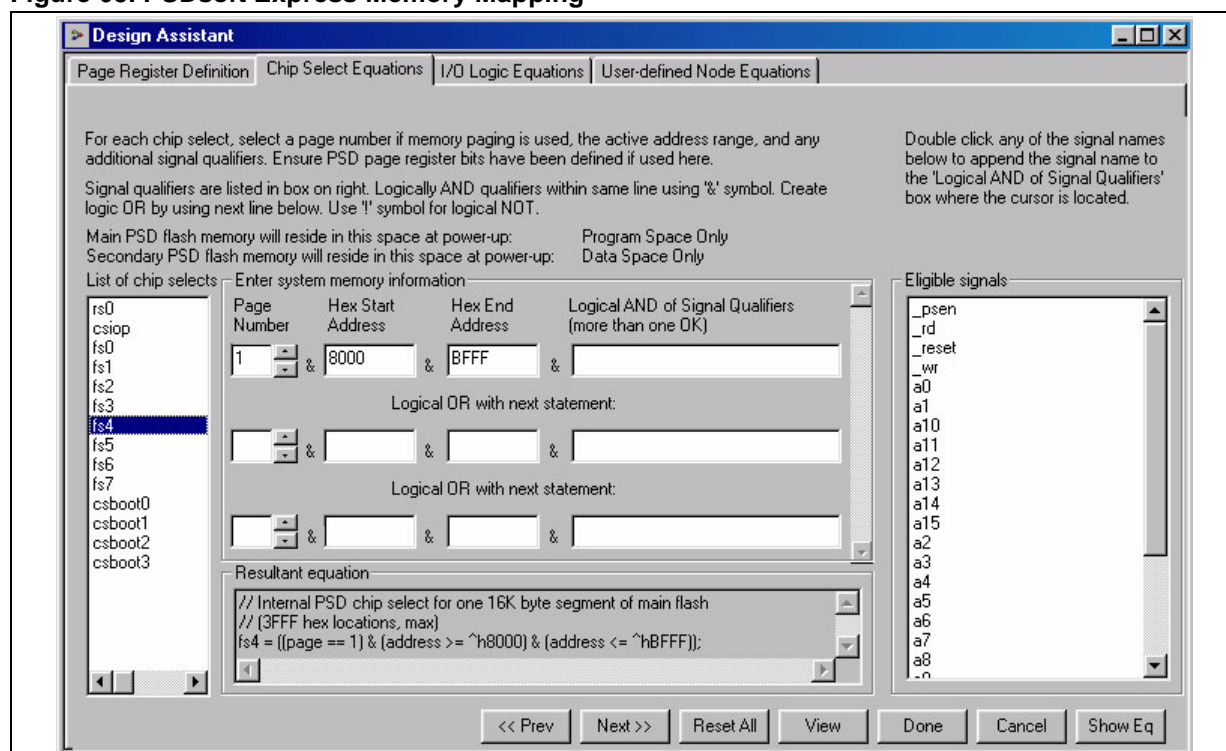 Design Assistant
Page Register Definition Chip Select Equations I/O Logic Equations User-defined Node Equations
For each chip select, select a page number if memory paging is used, the active address range, and any
additional signal qualifiers. Ensure PSD page register bits have been defined if used here.
Signal qualifiers are listed in box on right. Logically AND qualifiers within same line using '&' symbol. Create
logic OR by using next line below. Use '!' symbol for logical NOT.
Main PSD flash memory will reside in this space at power-up: Program Space Only
Secondary PSD flash memory will reside in this space at power-up: Data Space Only
Double click any of the signal names
below to append the signal name to
the 'Logical AND of Signal Qualifiers'
box where the cursor is located.
List of chip selects
rs0
csiop
fs0
fs1
fs2
fs3
fs4
fs5
fs6
fs7
csboot0
csboot1
csboot2
csboot3
Enter system memory information
Page Number
Hex Start Address
Hex End Address
Logical AND of Signal Qualifiers
(more than one OK)
1 & 8000 & BFFF &
Logical OR with next statement:
& & &
Logical OR with next statement:
& & &
Resultant equation
// Internal PSD chip select for one 16K byte segment of main flash
// (3FFF hex locations, max)
fs4 = ((page == 1) & (address >= ^h8000) & (address <= ^hBFFF));
Eligible signals
_psen
_rd
_reset
_wr
a0
a1
a10
a11
a12
a13
a14
a15
a2
a3
a4
a5
a6
a7
a8
<< Prev Next >> Reset All View Done Cancel Show Eq